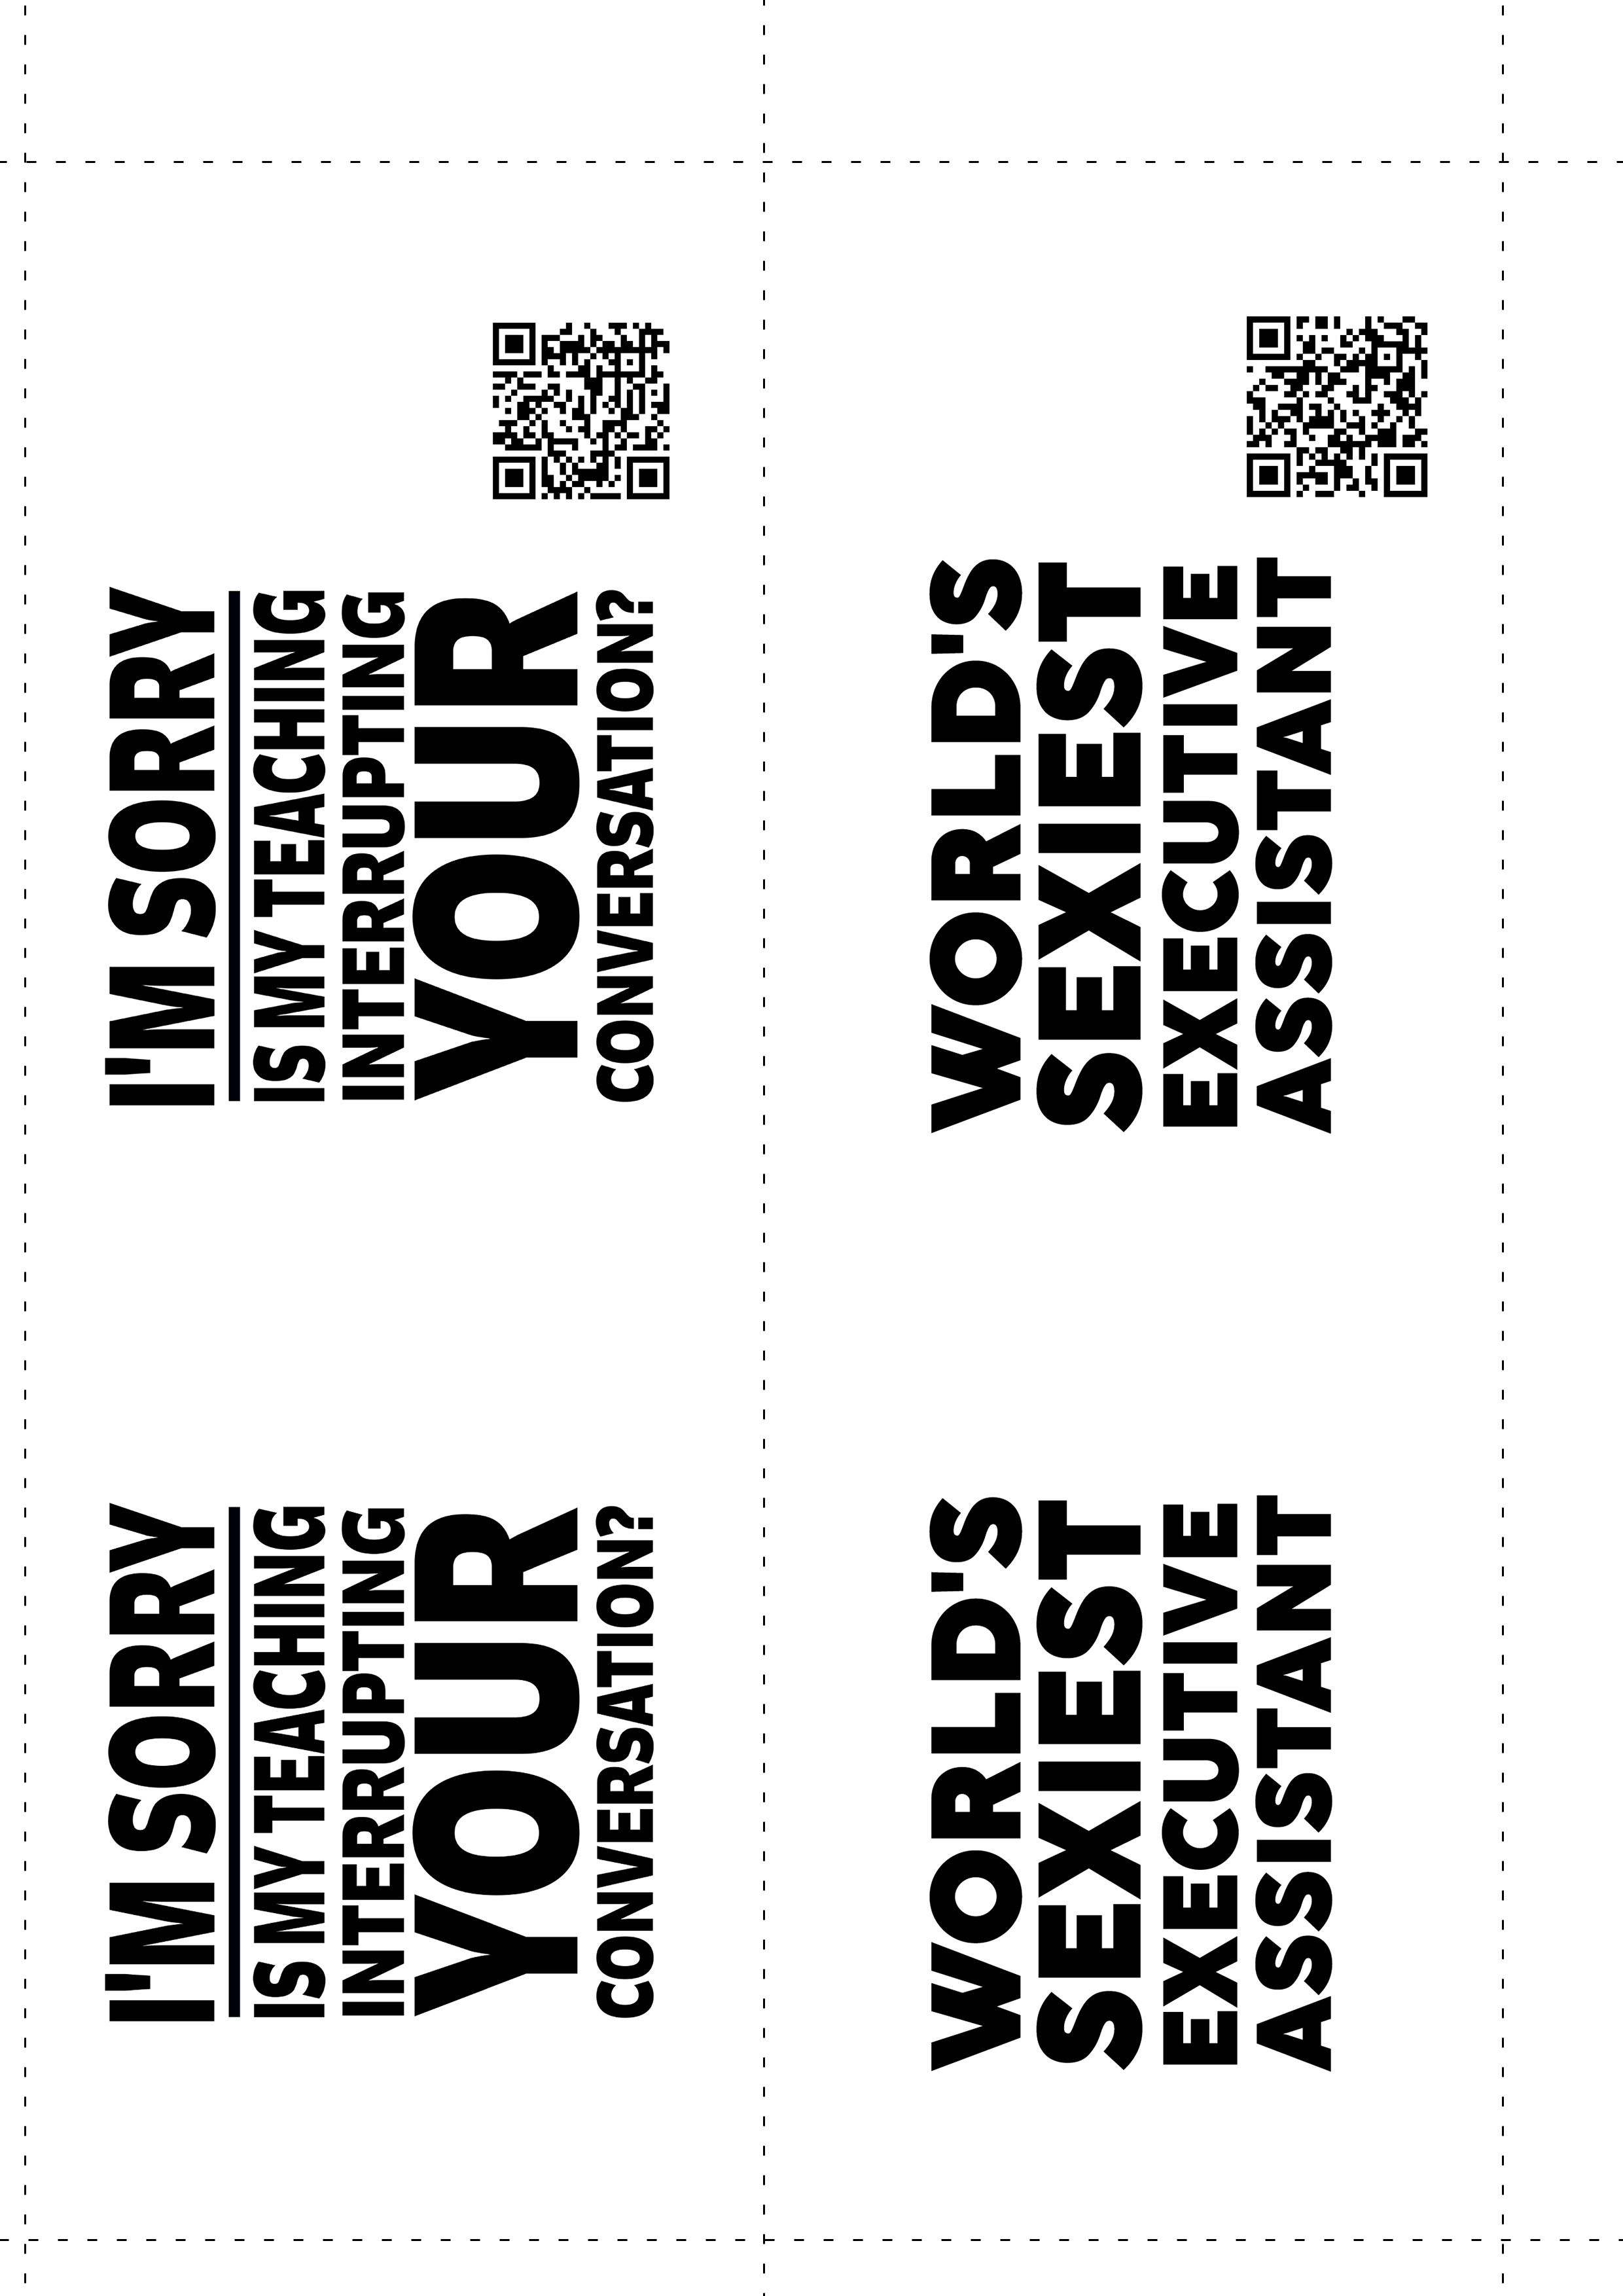 I'M SORRY
IS MY TEACHING
INTERRUPTING
YOUR
CONVERSATION?
I'M SORRY
IS MY TEACHING
INTERRUPTING
YOUR
CONVERSATION?
WORLD'S
SEXIEST
EXECUTIVE
ASSISTANT
WORLD'S
SEXIEST
EXECUTIVE
ASSISTANT